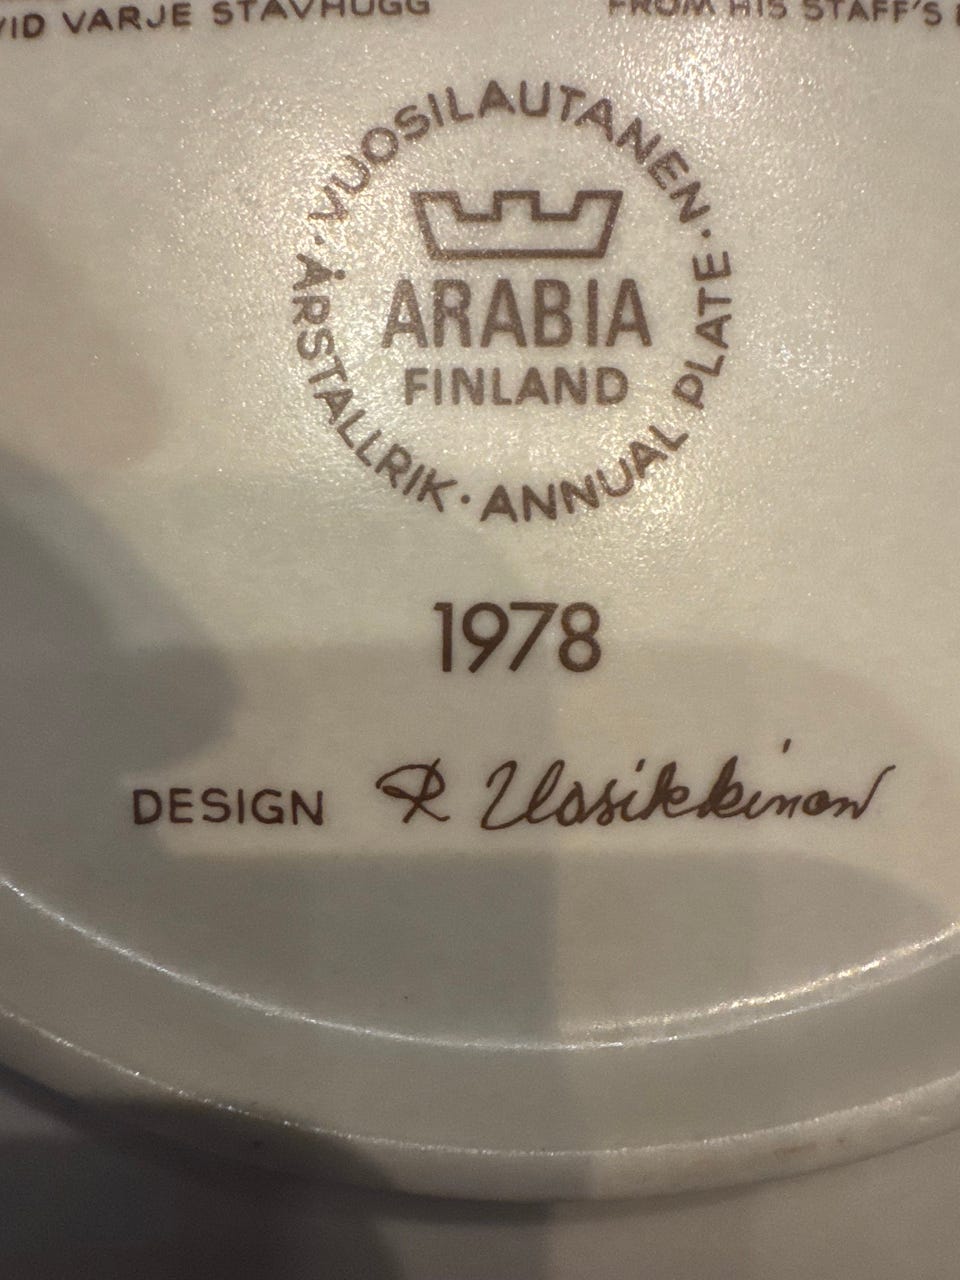 VID VARJE STAVHUGG
FROM HIS STAFF'S
· VUOSILAUTANEN · ANNUAL PLATE · ÅRSTALLRIK
ARABIA
FINLAND
1978
DESIGN R Uosikkinen